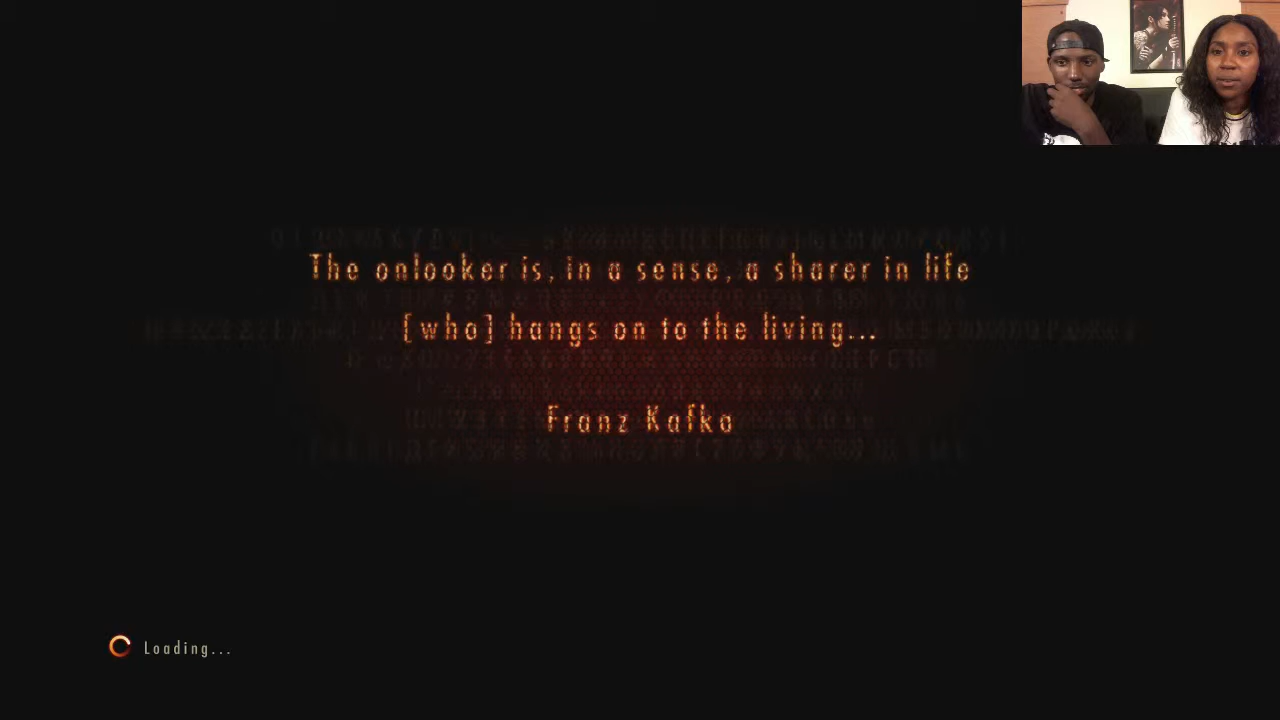 The onlooker is, in a sense, a sharer in life
[who] hangs on to the living...
Franz Kafka
Loading...